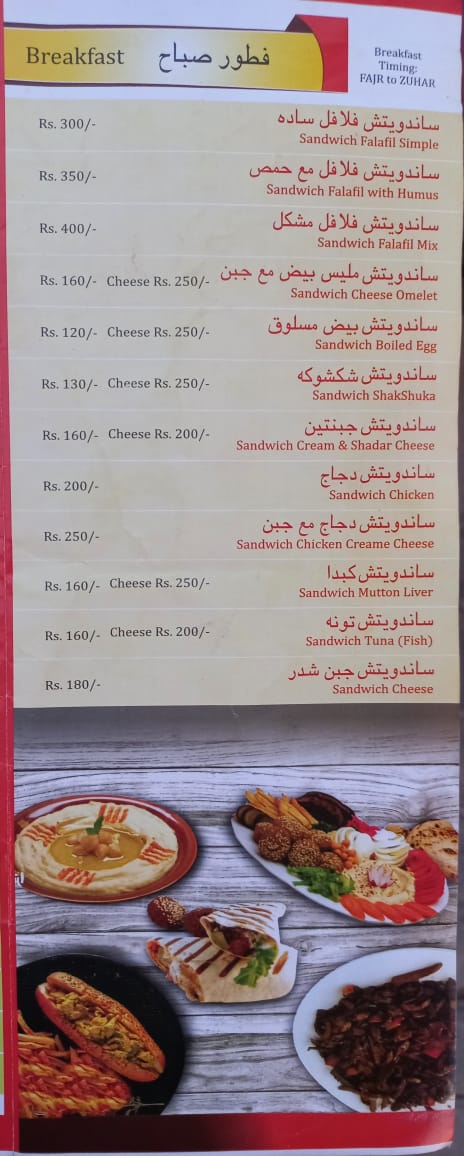 Breakfast فطور صباح
Breakfast
Timing:
FAJR to ZUHAR
Rs. 300/- ساندويتش فلافل ساده
Sandwich Falafil Simple
Rs. 350/- ساندويتش فلافل مع حمص
Sandwich Falafil with Humus
Rs. 400/- ساندويتش فلافل مشكل
Sandwich Falafil Mix
Rs. 160/- Cheese Rs. 250/- ساندويتش مليس بيض مع جبن
Sandwich Cheese Omelet
Rs. 120/- Cheese Rs. 250/- ساندويتش بيض مسلوق
Sandwich Boiled Egg
Rs. 130/- Cheese Rs. 250/- ساندويتش شكشوكه
Sandwich ShakShuka
Rs. 160/- Cheese Rs. 200/- ساندويتش جبنتين
Sandwich Cream & Shadar Cheese
Rs. 200/- ساندويتش دجاج
Sandwich Chicken
Rs. 250/- ساندويتش دجاج مع جبن
Sandwich Chicken Creame Cheese
Rs. 160/- Cheese Rs. 250/- ساندويتش كبدا
Sandwich Mutton Liver
Rs. 160/- Cheese Rs. 200/- ساندويتش تونه
Sandwich Tuna (Fish)
Rs. 180/- ساندويتش جبن شدر
Sandwich Cheese